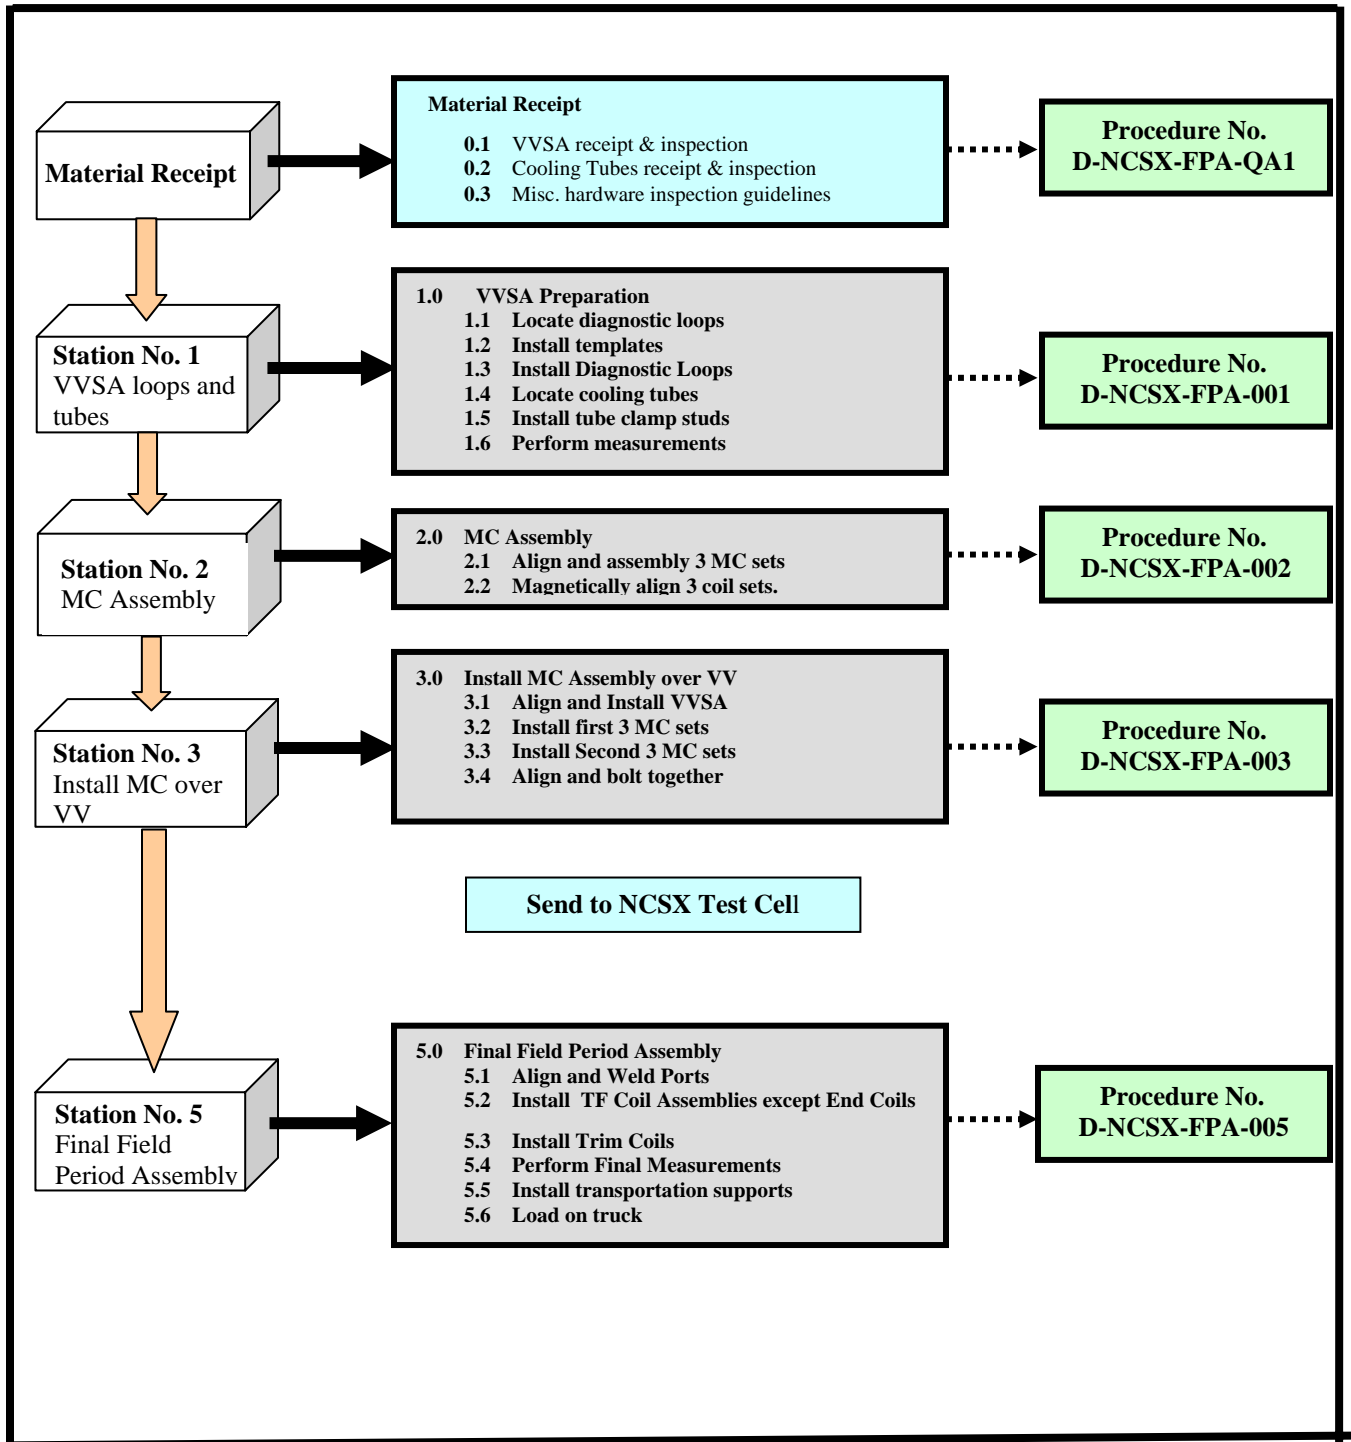 Material Receipt
Material Receipt
0.1 VVSA receipt & inspection
0.2 Cooling Tubes receipt & inspection
0.3 Misc. hardware inspection guidelines
Procedure No.
D-NCSX-FPA-QA1
Station No. 1
VVSA loops and
tubes
1.0 VVSA Preparation
1.1 Locate diagnostic loops
1.2 Install templates
1.3 Install Diagnostic Loops
1.4 Locate cooling tubes
1.5 Install tube clamp studs
1.6 Perform measurements
Procedure No.
D-NCSX-FPA-001
Station No. 2
MC Assembly
2.0 MC Assembly
2.1 Align and assembly 3 MC sets
2.2 Magnetically align 3 coil sets.
Procedure No.
D-NCSX-FPA-002
Station No. 3
Install MC over
VV
3.0 Install MC Assembly over VV
3.1 Align and Install VVSA
3.2 Install first 3 MC sets
3.3 Install Second 3 MC sets
3.4 Align and bolt together
Procedure No.
D-NCSX-FPA-003
Send to NCSX Test Cell
Station No. 5
Final Field
Period Assembly
5.0 Final Field Period Assembly
5.1 Align and Weld Ports
5.2 Install TF Coil Assemblies except End Coils
5.3 Install Trim Coils
5.4 Perform Final Measurements
5.5 Install transportation supports
5.6 Load on truck
Procedure No.
D-NCSX-FPA-005